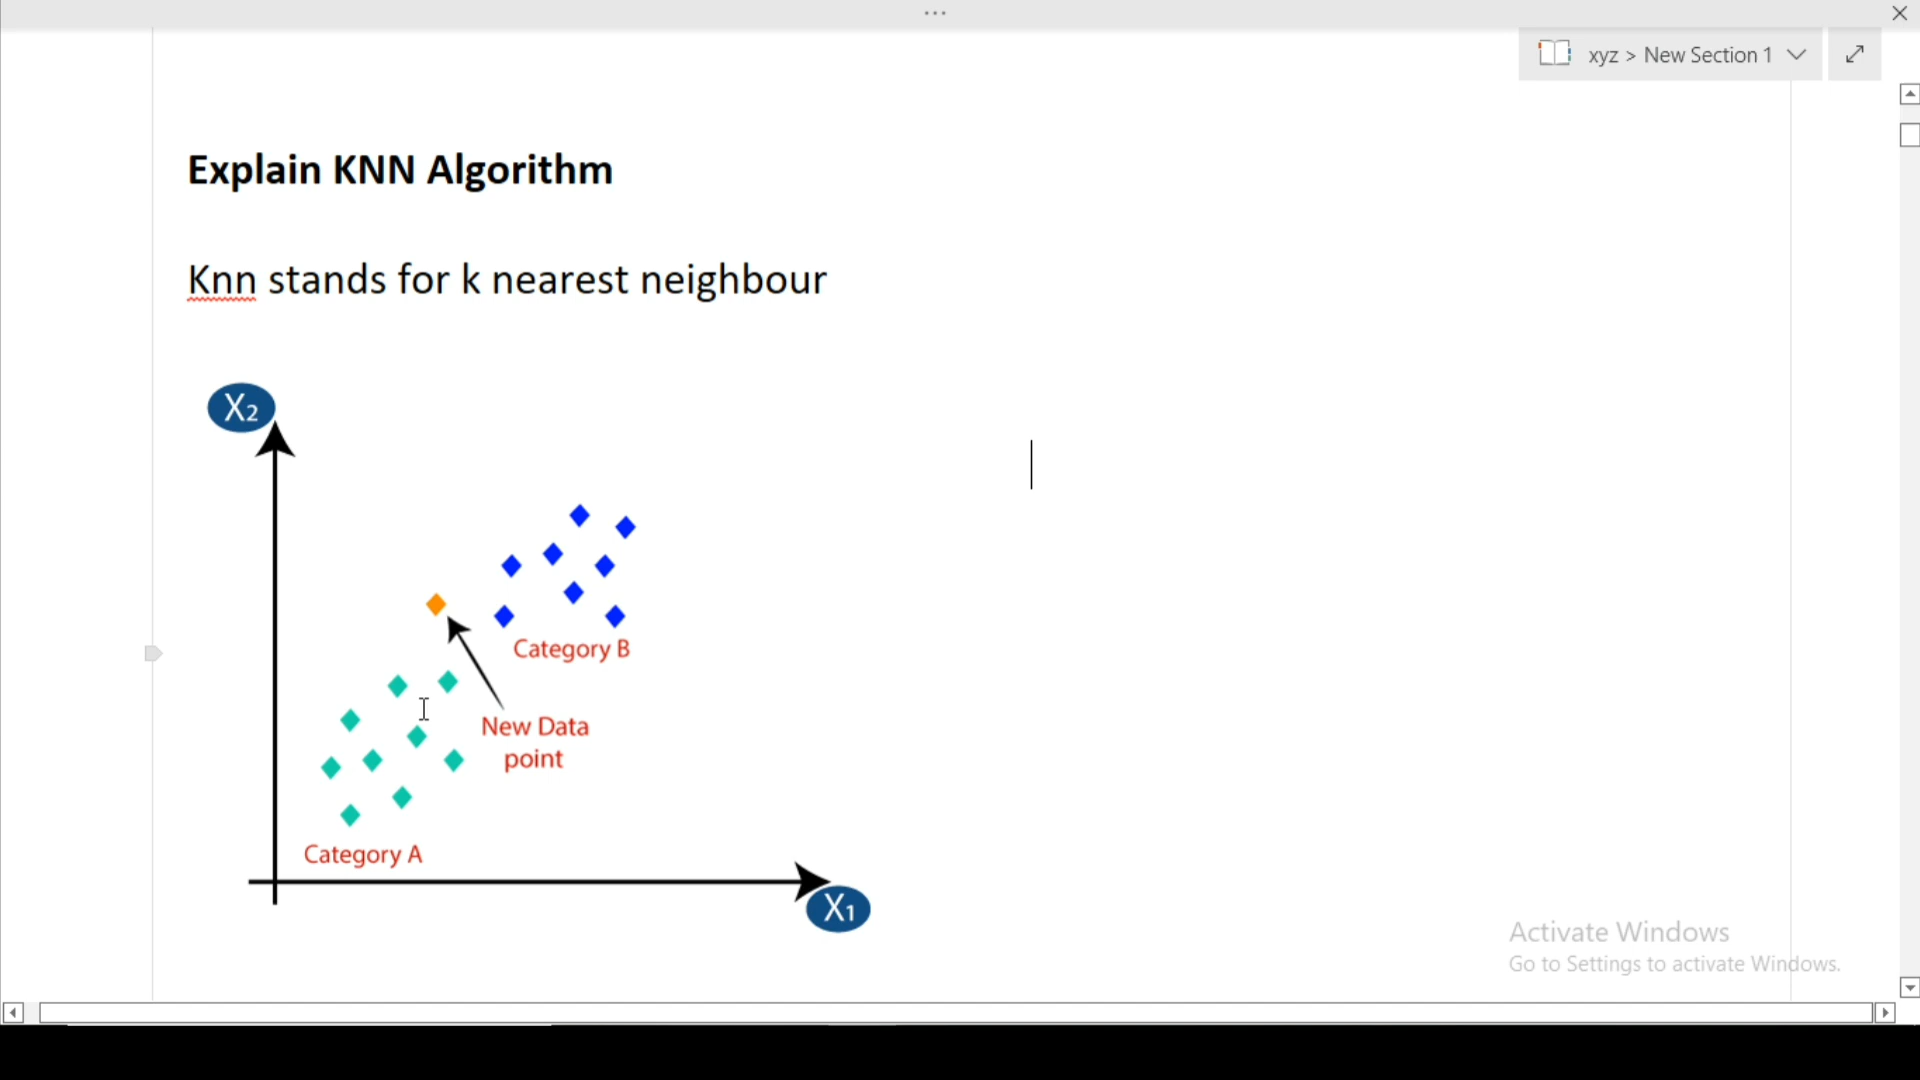 ...
xyz > New Section 1
Explain KNN Algorithm
Knn stands for k nearest neighbour
X₂
Category B
New Data
point
Category A
X₁
Activate Windows
Go to Settings to activate Windows.